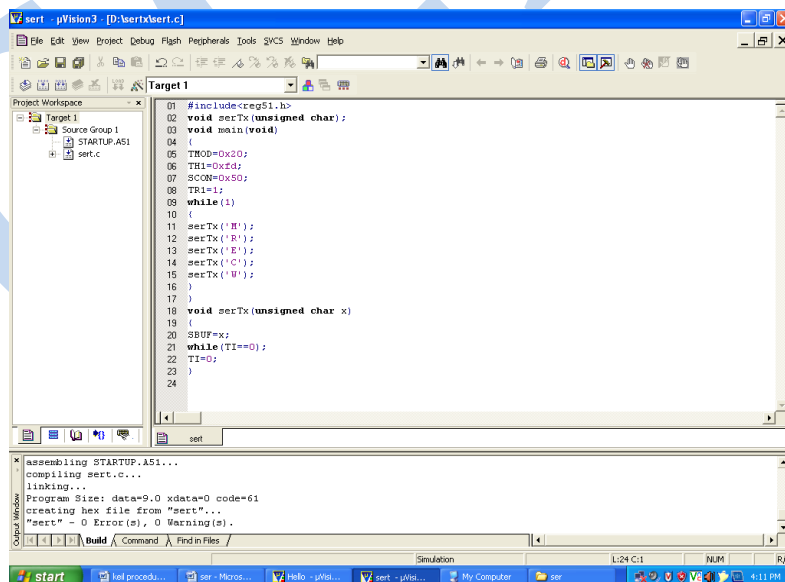 sert - µVision3 - [D:\sertx\sert.c]
File Edit View Project Debug Flash Peripherals Tools SVCS Window Help
Target 1
Project Workspace
Target 1
Source Group 1
STARTUP.A51
sert.c
01 #include<reg51.h>
02 void serTx(unsigned char);
03 void main(void)
04 {
05 TMOD=0x20;
06 TH1=0xfd;
07 SCON=0x50;
08 TR1=1;
09 while(1)
10 {
11 serTx('M');
12 serTx('R');
13 serTx('E');
14 serTx('C');
15 serTx('W');
16 }
17 }
18 void serTx(unsigned char x)
19 {
20 SBUF=x;
21 while(TI==0);
22 TI=0;
23 }
24
sert
assembling STARTUP.A51...
compiling sert.c...
linking...
Program Size: data=9.0 xdata=0 code=61
creating hex file from "sert"...
"sert" - 0 Error(s), 0 Warning(s).
Output Window
Build Command Find in Files
Simulation L:24 C:1 NUM R/
start keil procedu... ser - Micros... Hello - µVisi... sert - µVisi... My Computer ser 4:11 PM